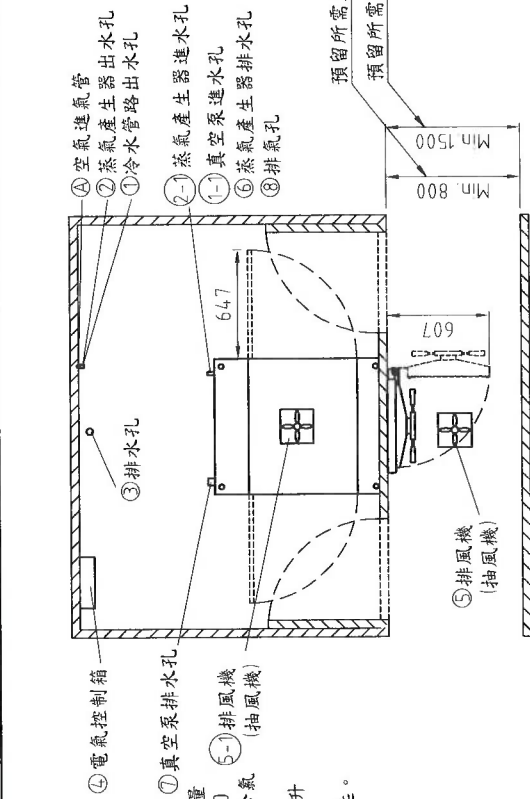 Ⓐ空氣進氣管
②蒸氣產生器出水孔
①冷水管路出水孔
2-1蒸氣產生器進水孔
1-1真空泵進水孔
⑥蒸氣產生器排水孔
⑧排氣孔
預留所需
預留所需
Min. 1500
Min. 800
647
607
③排水孔
④電氣控制箱
⑦真空泵排水孔
5-1排風機
(抽風機)
⑤排風機
(抽風機)
量
氣
升